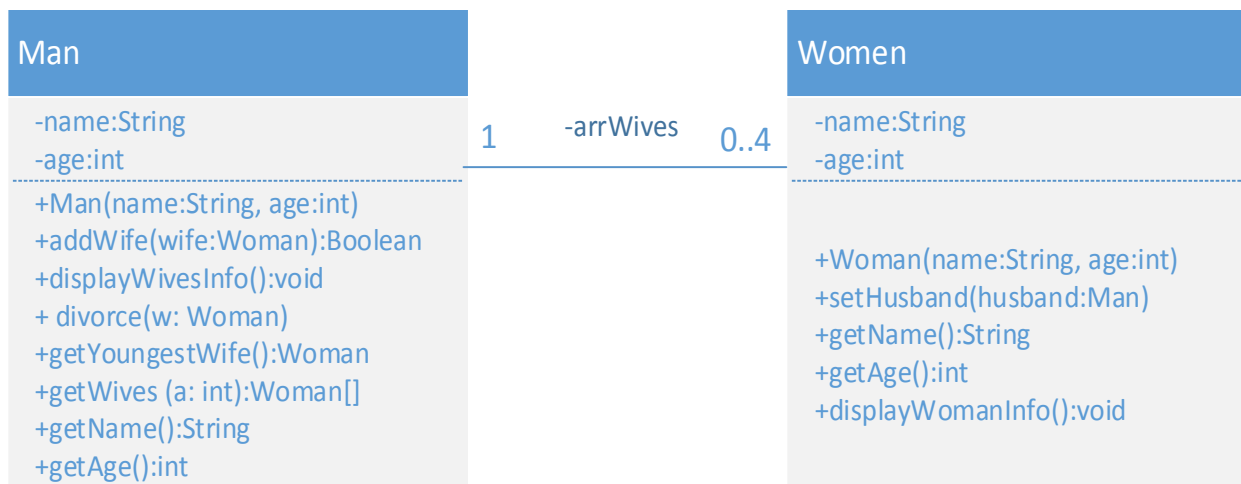 Man
-name:String
-age:int
+Man(name:String, age:int)
+addWife(wife:Woman):Boolean
+displayWivesInfo():void
+ divorce(w: Woman)
+getYoungestWife():Woman
+getWives (a: int):Woman[]
+getName():String
+getAge():int
1 -arrWives 0..4
Women
-name:String
-age:int
+Woman(name:String, age:int)
+setHusband(husband:Man)
+getName():String
+getAge():int
+displayWomanInfo():void